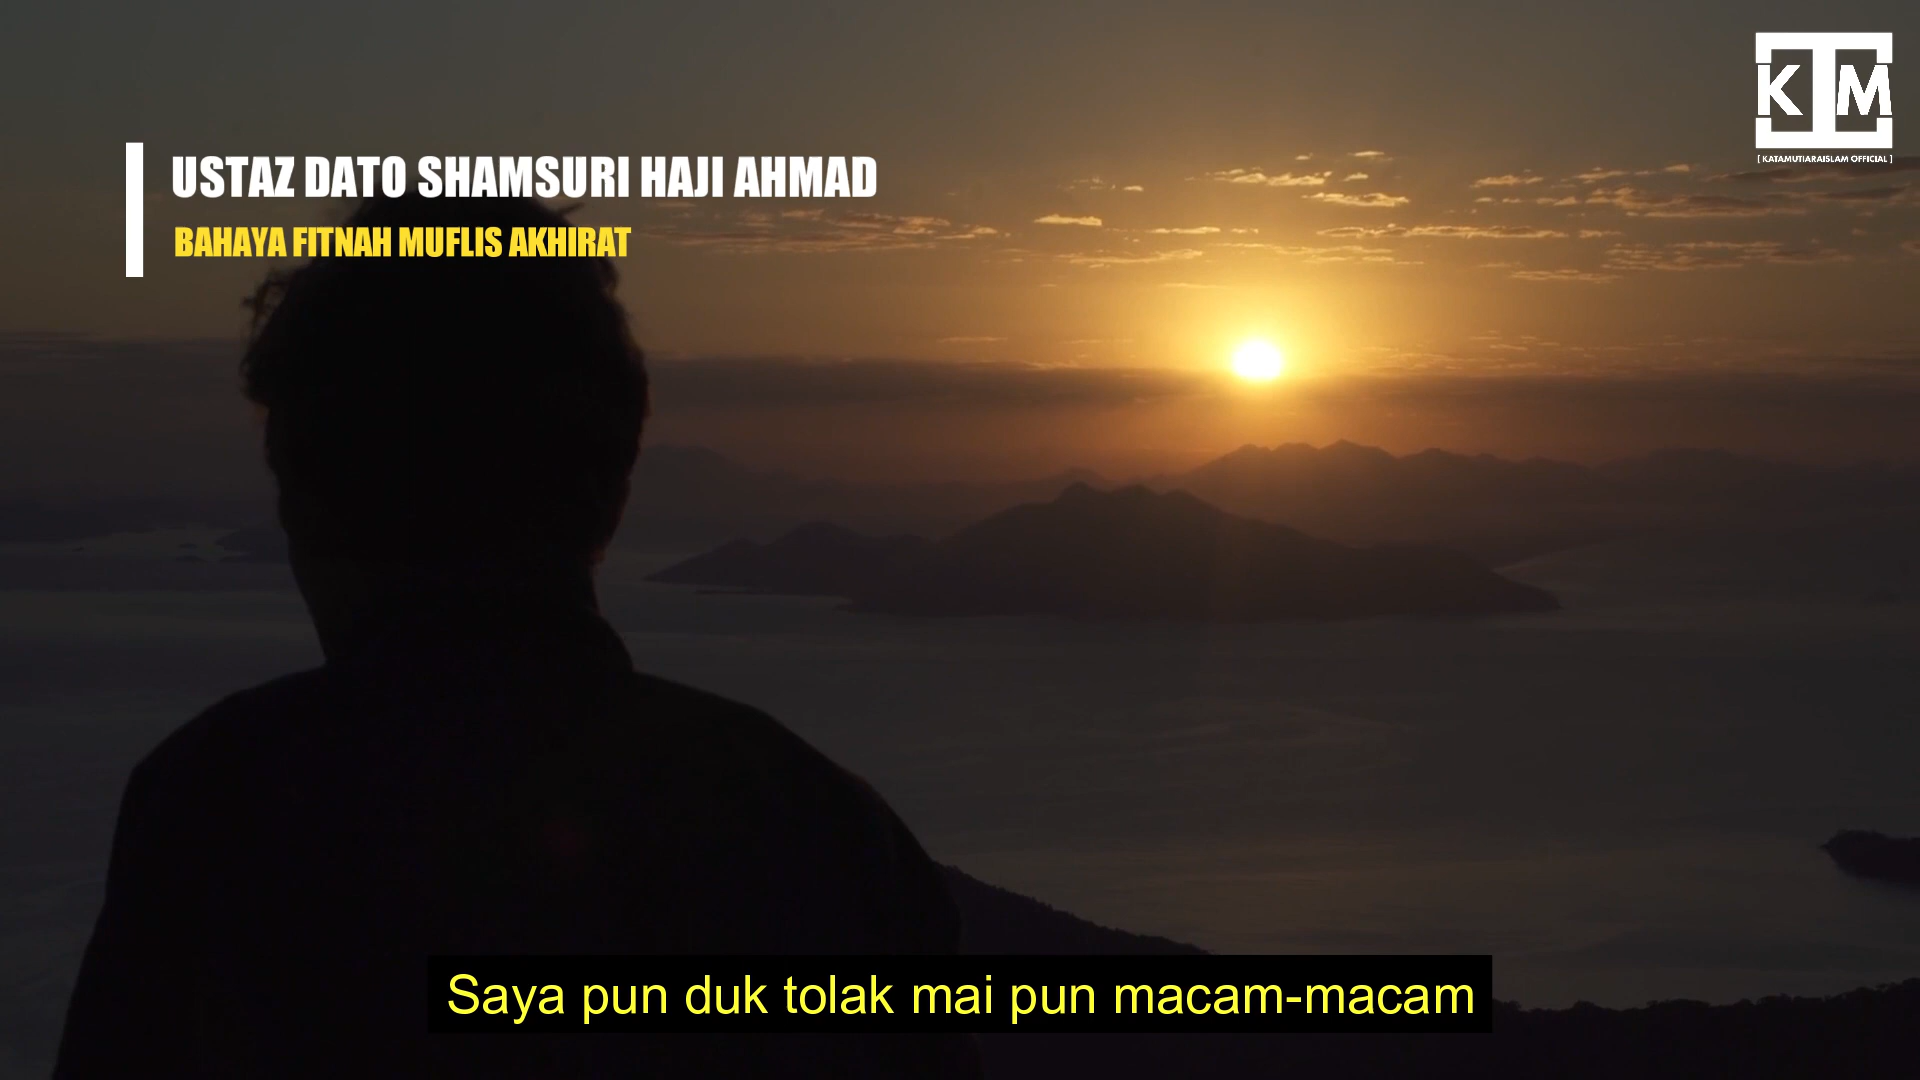 USTAZ DATO SHAMSURI HAJI AHMAD
BAHAYA FITNAH MUFLIS AKHIRAT
KTM
[ KATAMUTIARAISLAM OFFICIAL ]
Saya pun duk tolak mai pun macam-macam